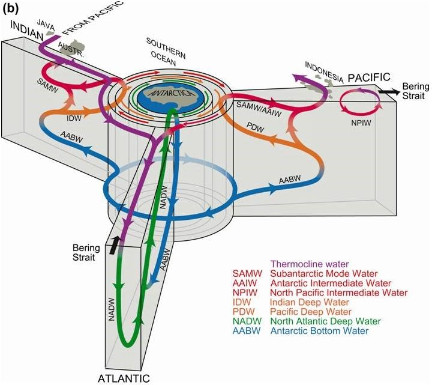 (b)
INDIAN
JAVA
FROM PACIFIC
AUSTR
SAMW
IDW
AABW
SOUTHERN
OCEAN
ANTARCTICA
INDONESIA
PACIFIC
Bering
Strait
SAMW/AAIW
NPIW
PDW
AABW
NADW
AABW
Bering
Strait
NADW
ATLANTIC
Thermocline water
SAMW Subantarctic Mode Water
AAIW Antarctic Intermediate Water
NPIW North Pacific Intermediate Water
IDW Indian Deep Water
PDW Pacific Deep Water
NADW North Atlantic Deep Water
AABW Antarctic Bottom Water